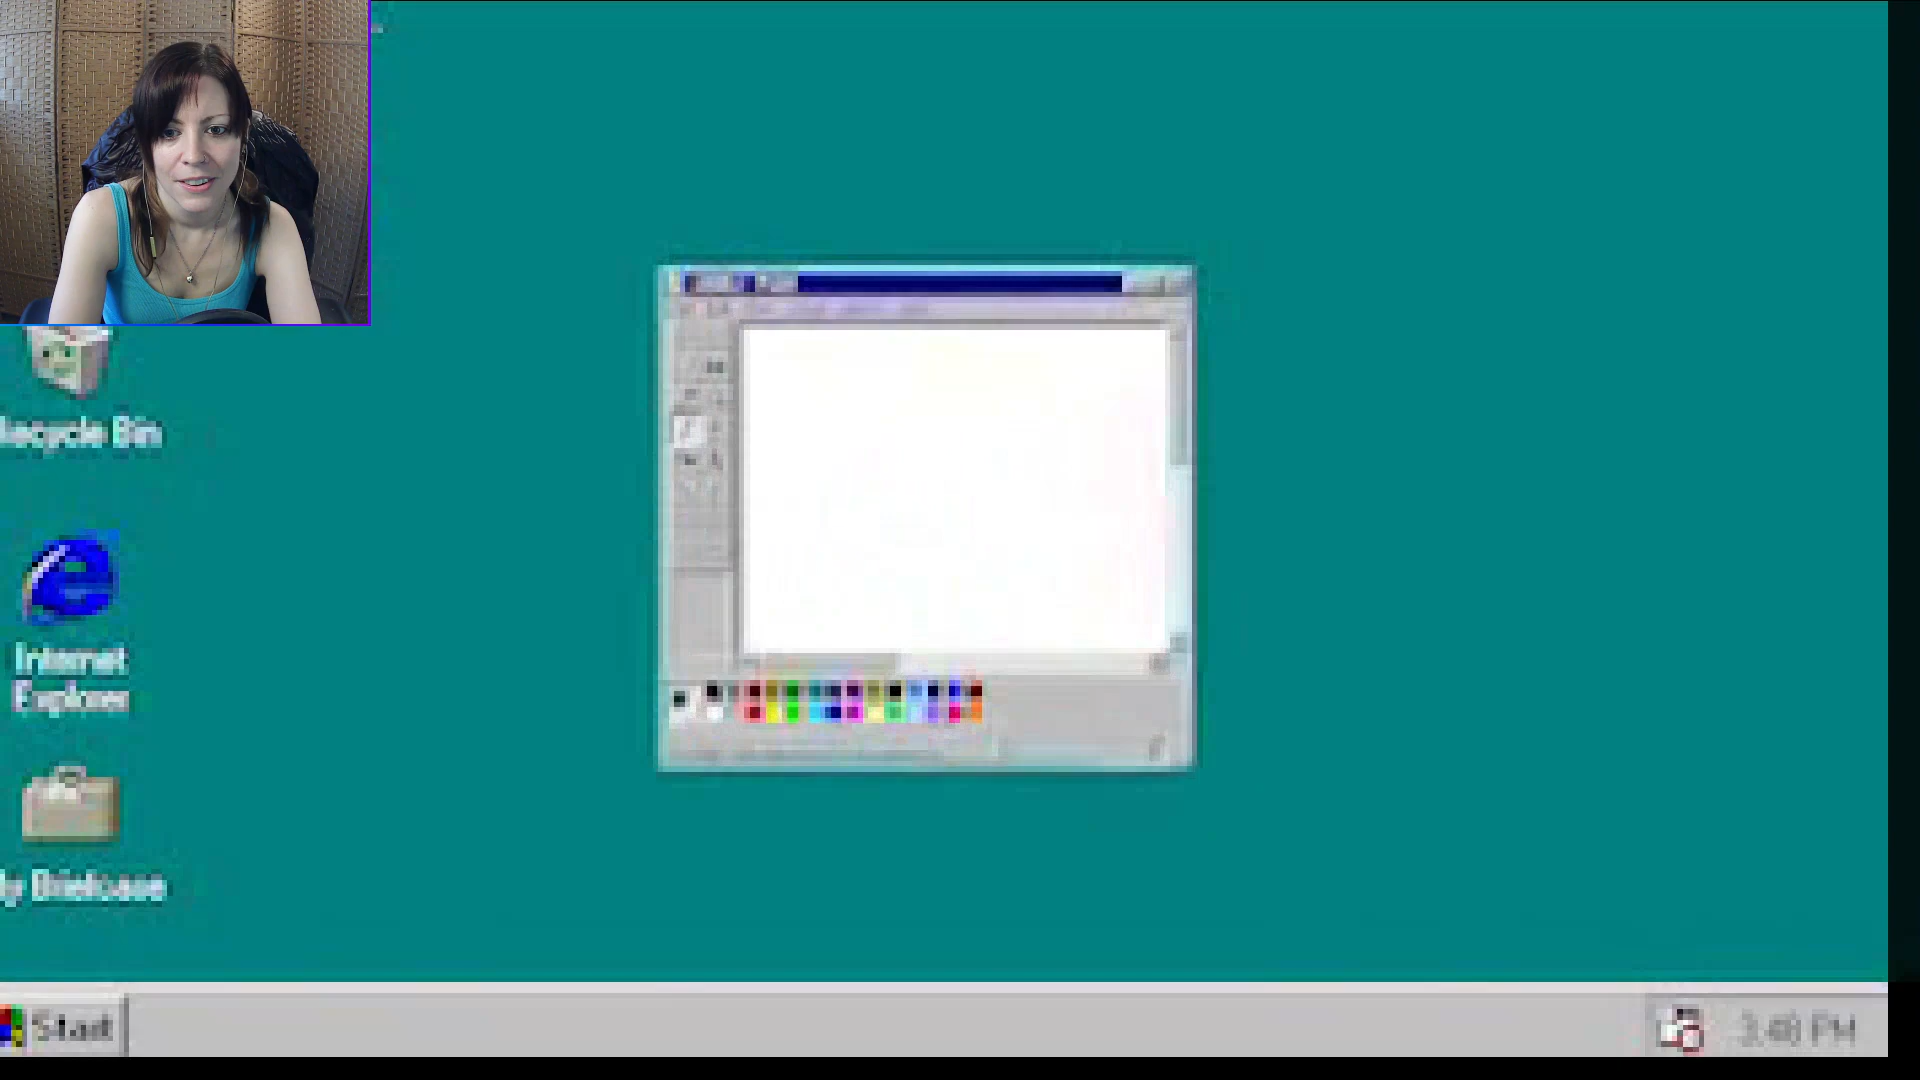 Recycle Bin
Internet
Explorer
My Briefcase
Start
3:48 PM